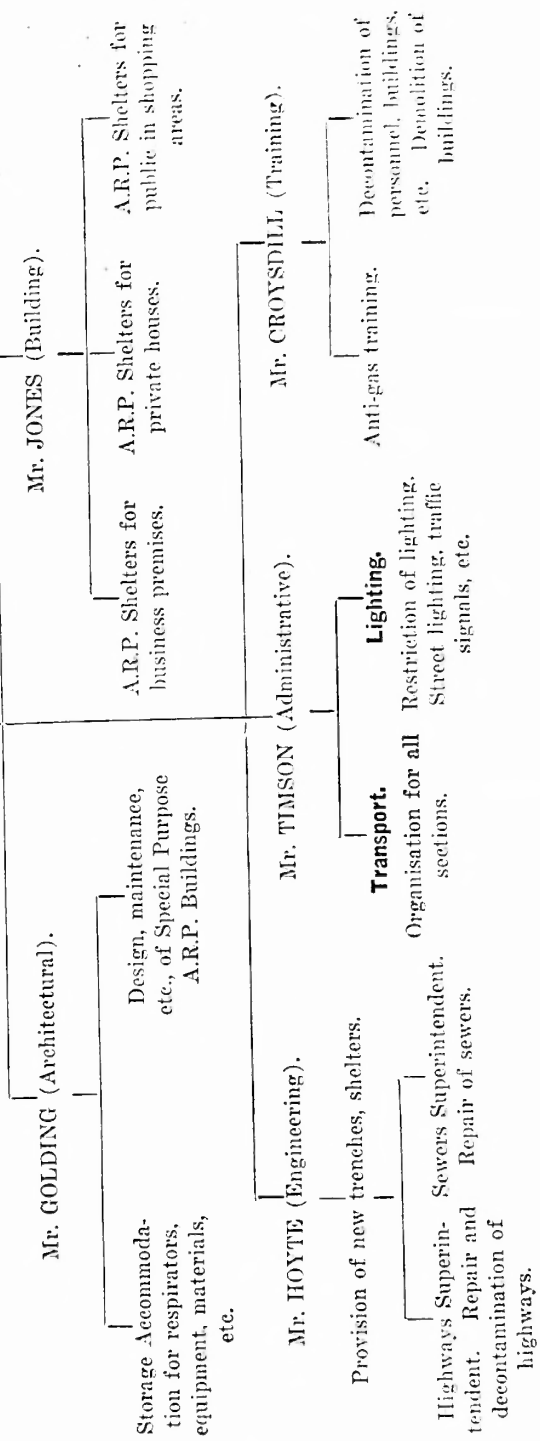 Mr. GOLDING (Architectural).
Storage Accommoda-
tion for respirators,
equipment, materials,
etc.
Design, maintenance,
etc., of Special Purpose
A.R.P. Buildings.
Mr. JONES (Building).
A.R.P. Shelters for
business premises.
A.R.P. Shelters for
private houses.
A.R.P. Shelters for
public in shopping
areas.
Mr. HOYTE (Engineering).
Provision of new trenches, shelters.
Highways Superin-
tendent. Repair and
decontamination of
highways.
Sewers Superintendent.
Repair of sewers.
Mr. TIMSON (Administrative).
Transport.
Organisation for all
sections.
Lighting.
Restriction of lighting.
Street lighting, traffic
signals, etc.
Mr. CROYSDILL (Training).
Anti-gas training.
Decontamination of
personnel, buildings,
etc. Demolition of
buildings.